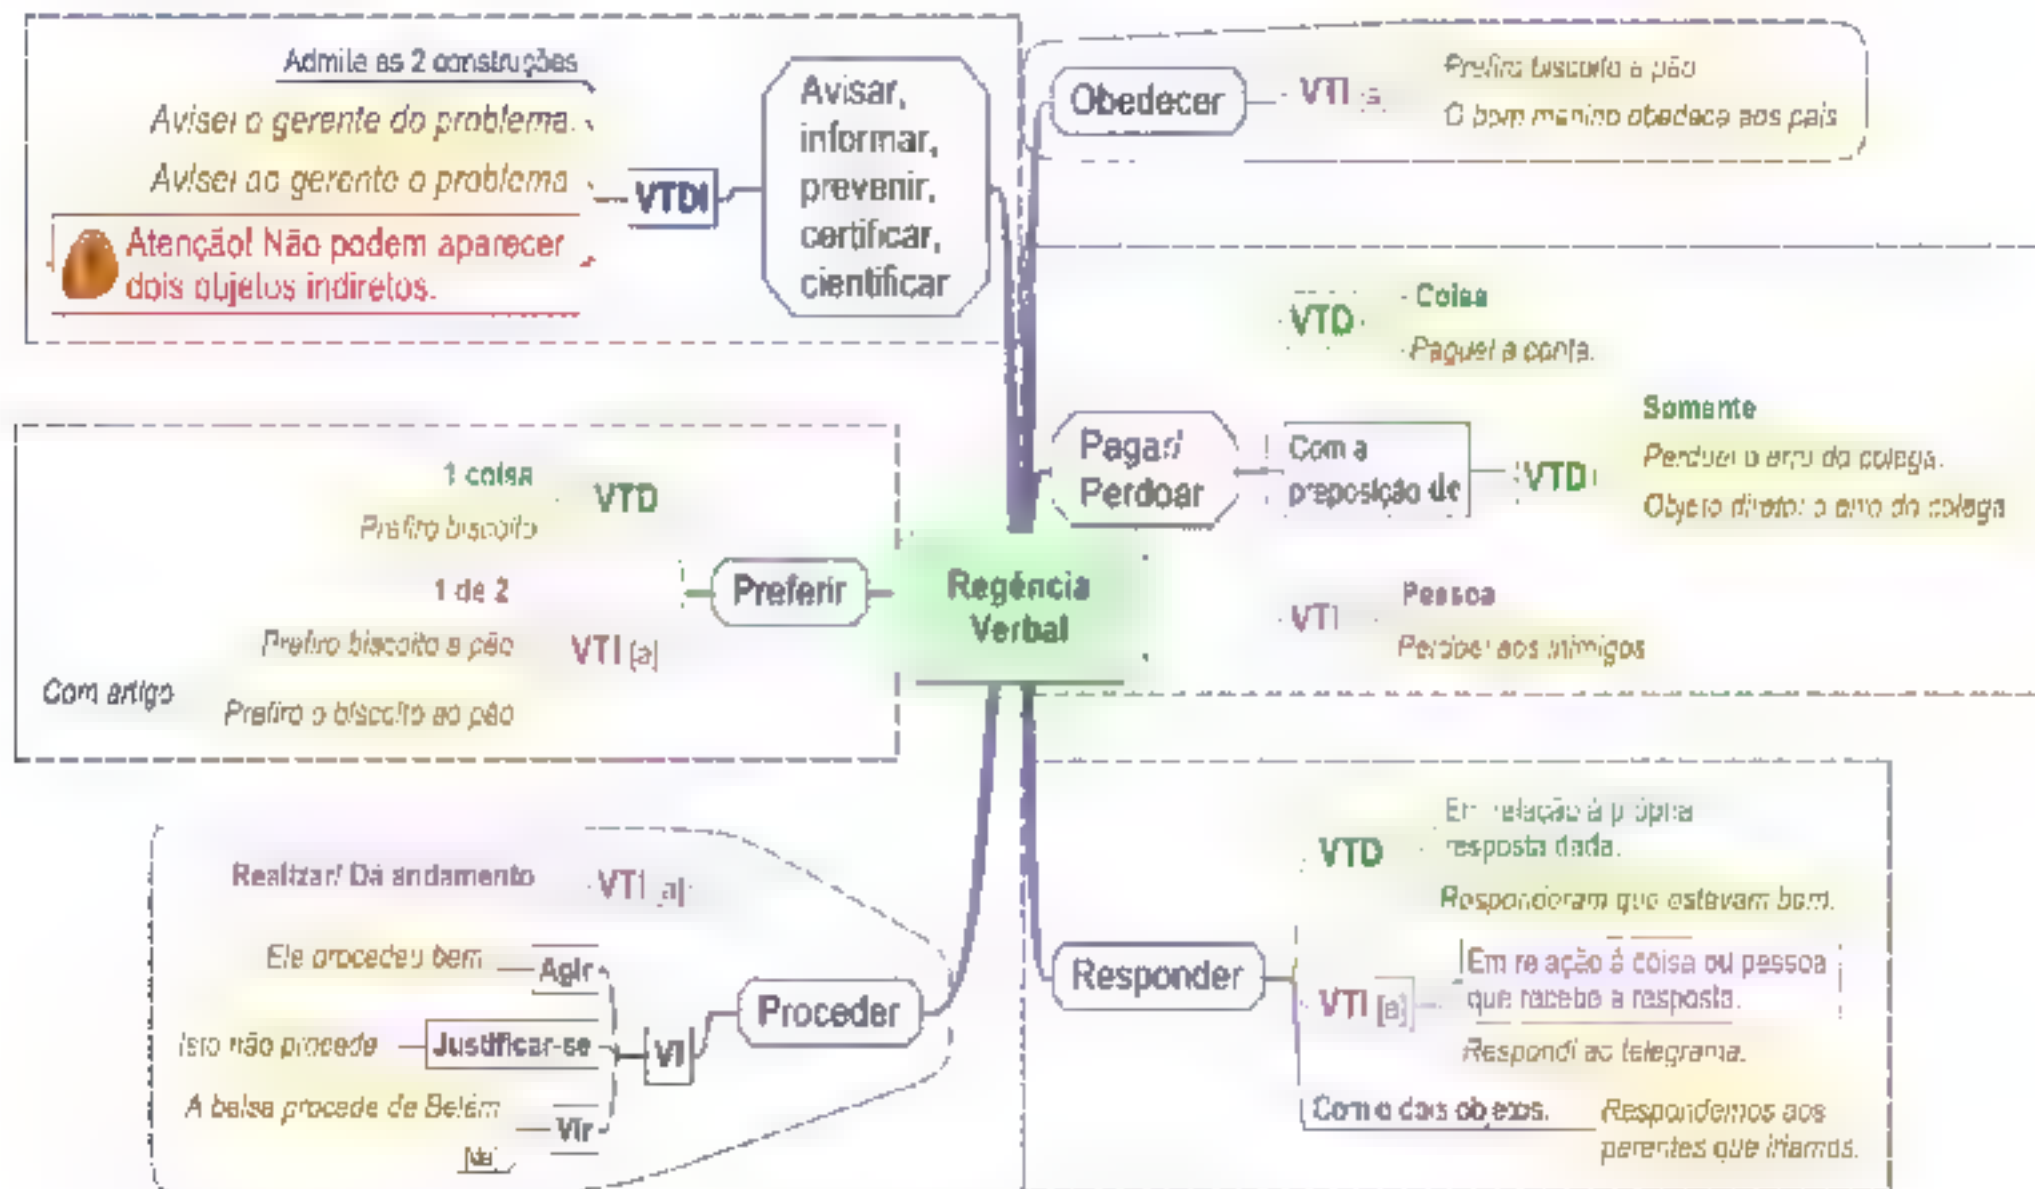 Admite as 2 construções
Avisei o gerente do problema.
Avisei ao gerente o problema
Atenção! Não podem aparecer
dois objetos indiretos.
VTDI
Avisar,
informar,
prevenir,
certificar,
cientificar
Obedecer
VTI
Prefiro biscoito a pão
O bom menino obedece aos pais
VTD
Coisa
Paguei a conta.
Pagar/
Perdoar
Com a
preposição de
VTD
Somente
Perdoei o erro do colega.
Objeto direto: o erro do colega
VTI
Pessoa
Perdoei aos inimigos
1 coisa
Prefiro biscoito
VTD
1 de 2
Prefiro biscoito a pão
VTI [a]
Com artigo
Prefiro o biscoito ao pão
Preferir
Regência
Verbal
Realizar/ Dá andamento
VTI [a]
Ele procedeu bem
Agir
Isto não procede
Justificar-se
A balsa procede de Belém
Vir
VI
Proceder
Responder
VTD
Em relação à própria
resposta dada.
Responderam que estavam bem.
VTI [a]
Em relação à coisa ou pessoa
que recebe a resposta.
Respondi ao telegrama.
Com dois objetos.
Respondemos aos
parentes que iríamos.